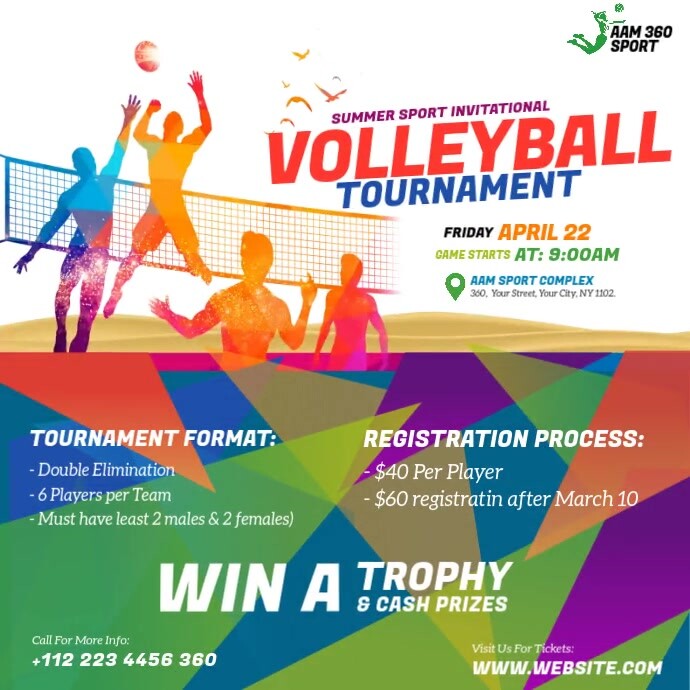 AAM 360
SPORT
SUMMER SPORT INVITATIONAL
VOLLEYBALL
TOURNAMENT
FRIDAY APRIL 22
GAME STARTS AT: 9:00AM
AAM SPORT COMPLEX
360, Your Street, Your City, NY 1102.
TOURNAMENT FORMAT:
- Double Elimination
- 6 Players per Team
- Must have least 2 males & 2 females)
REGISTRATION PROCESS:
- $40 Per Player
- $60 registratin after March 10
WIN A TROPHY
& CASH PRIZES
Call For More Info:
+112 223 4456 360
Visit Us For Tickets:
WWW.WEBSITE.COM